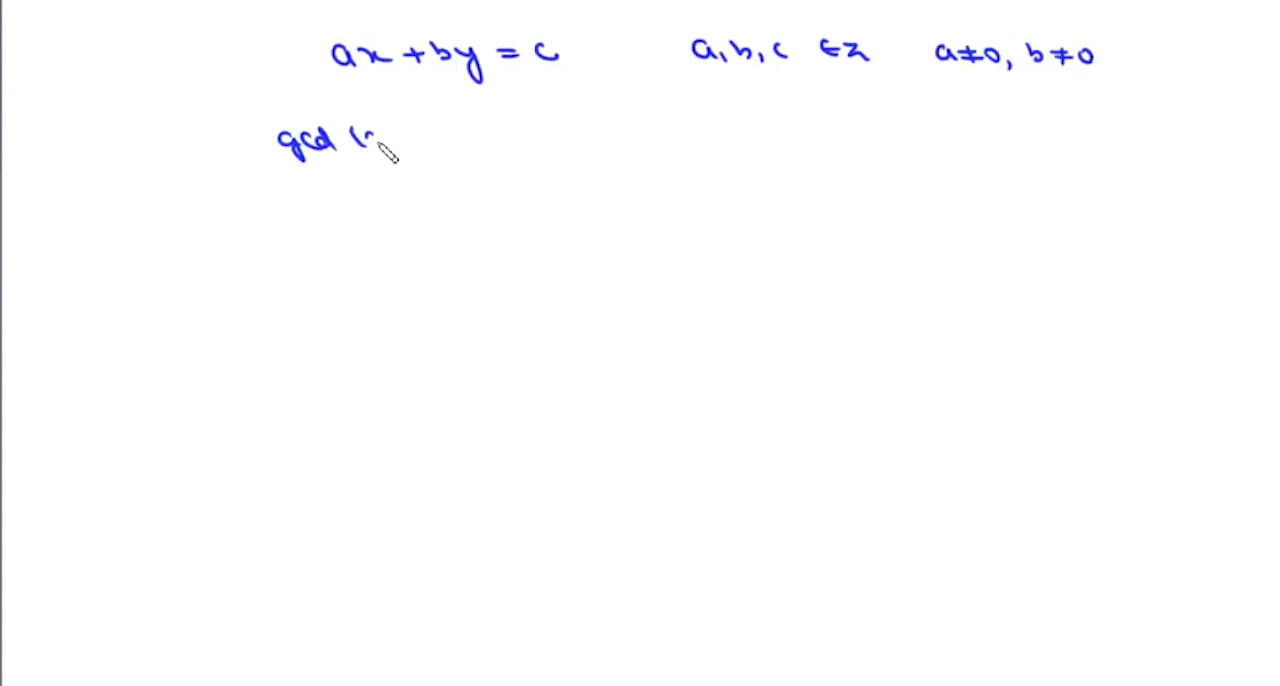 ax + by = c a, b, c ∈ z a≠0, b≠0
gcd (